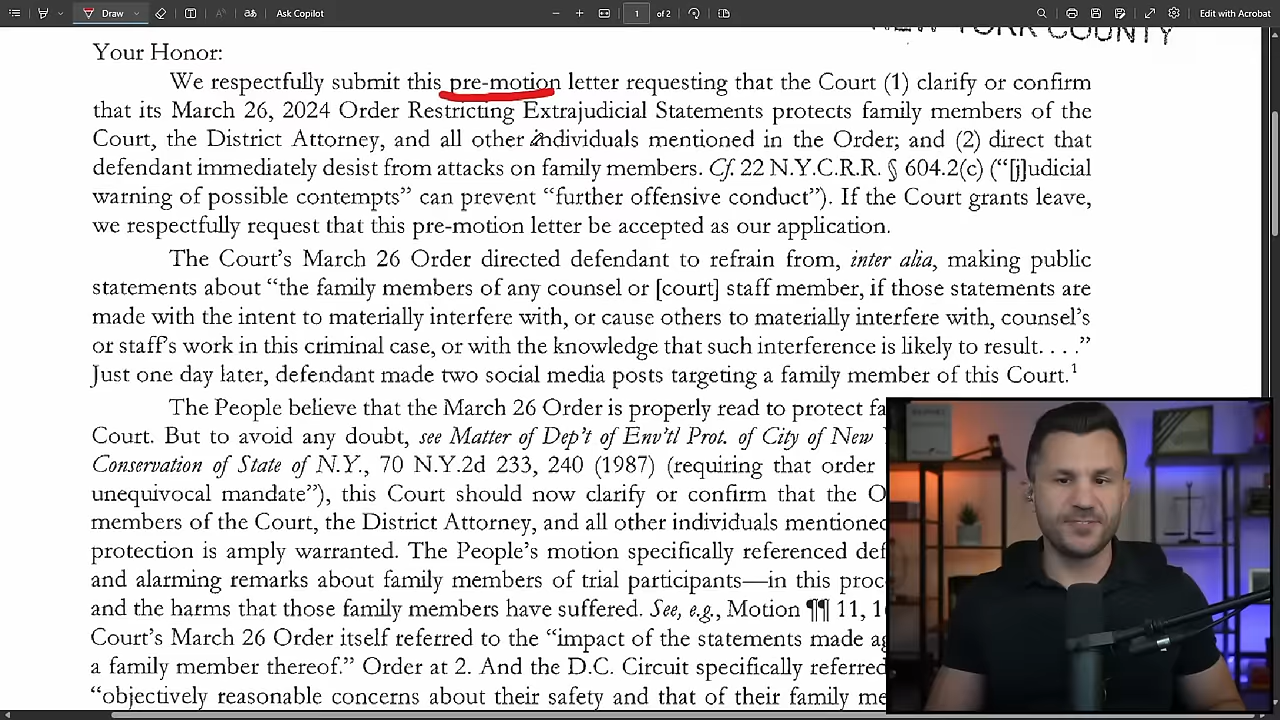 Draw
Ask Copilot
1
of 2
Edit with Acrobat
NEW YORK COUNTY
Your Honor:
We respectfully submit this pre-motion letter requesting that the Court (1) clarify or confirm
that its March 26, 2024 Order Restricting Extrajudicial Statements protects family members of the
Court, the District Attorney, and all other individuals mentioned in the Order; and (2) direct that
defendant immediately desist from attacks on family members. Cf. 22 N.Y.C.R.R. § 604.2(c) (“[j]udicial
warning of possible contempts” can prevent “further offensive conduct”). If the Court grants leave,
we respectfully request that this pre-motion letter be accepted as our application.
The Court’s March 26 Order directed defendant to refrain from, inter alia, making public
statements about “the family members of any counsel or [court] staff member, if those statements are
made with the intent to materially interfere with, or cause others to materially interfere with, counsel’s
or staff’s work in this criminal case, or with the knowledge that such interference is likely to result. . . .”
Just one day later, defendant made two social media posts targeting a family member of this Court.1
The People believe that the March 26 Order is properly read to protect fa
Court. But to avoid any doubt, see Matter of Dep’t of Env’tl Prot. of City of New
Conservation of State of N.Y., 70 N.Y.2d 233, 240 (1987) (requiring that order
unequivocal mandate”), this Court should now clarify or confirm that the O
members of the Court, the District Attorney, and all other individuals mentioned
protection is amply warranted. The People’s motion specifically referenced def
and alarming remarks about family members of trial participants—in this proc
and the harms that those family members have suffered. See, e.g., Motion ¶¶ 11, 1
Court’s March 26 Order itself referred to the “impact of the statements made ag
a family member thereof.” Order at 2. And the D.C. Circuit specifically referred
“objectively reasonable concerns about their safety and that of their family me